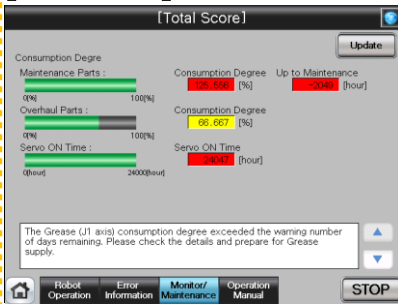 [Total Score]
Update
Consumption Degre
Maintenance Parts :
Consumption Degree Up to Maintenance
125.556 [%] -2049 [hour]
0[%] 100[%]
Overhaul Parts :
Consumption Degree
66.667 [%]
0[%] 100[%]
Servo ON Time :
Servo ON Time
24047 [hour]
0[hour] 24000[hour]
The Grease (J1 axis) consumption degree exceeded the warning number
of days remaining. Please check the details and prepare for Grease
supply.
Robot Operation
Error Information
Monitor/ Maintenance
Operation Manual
STOP